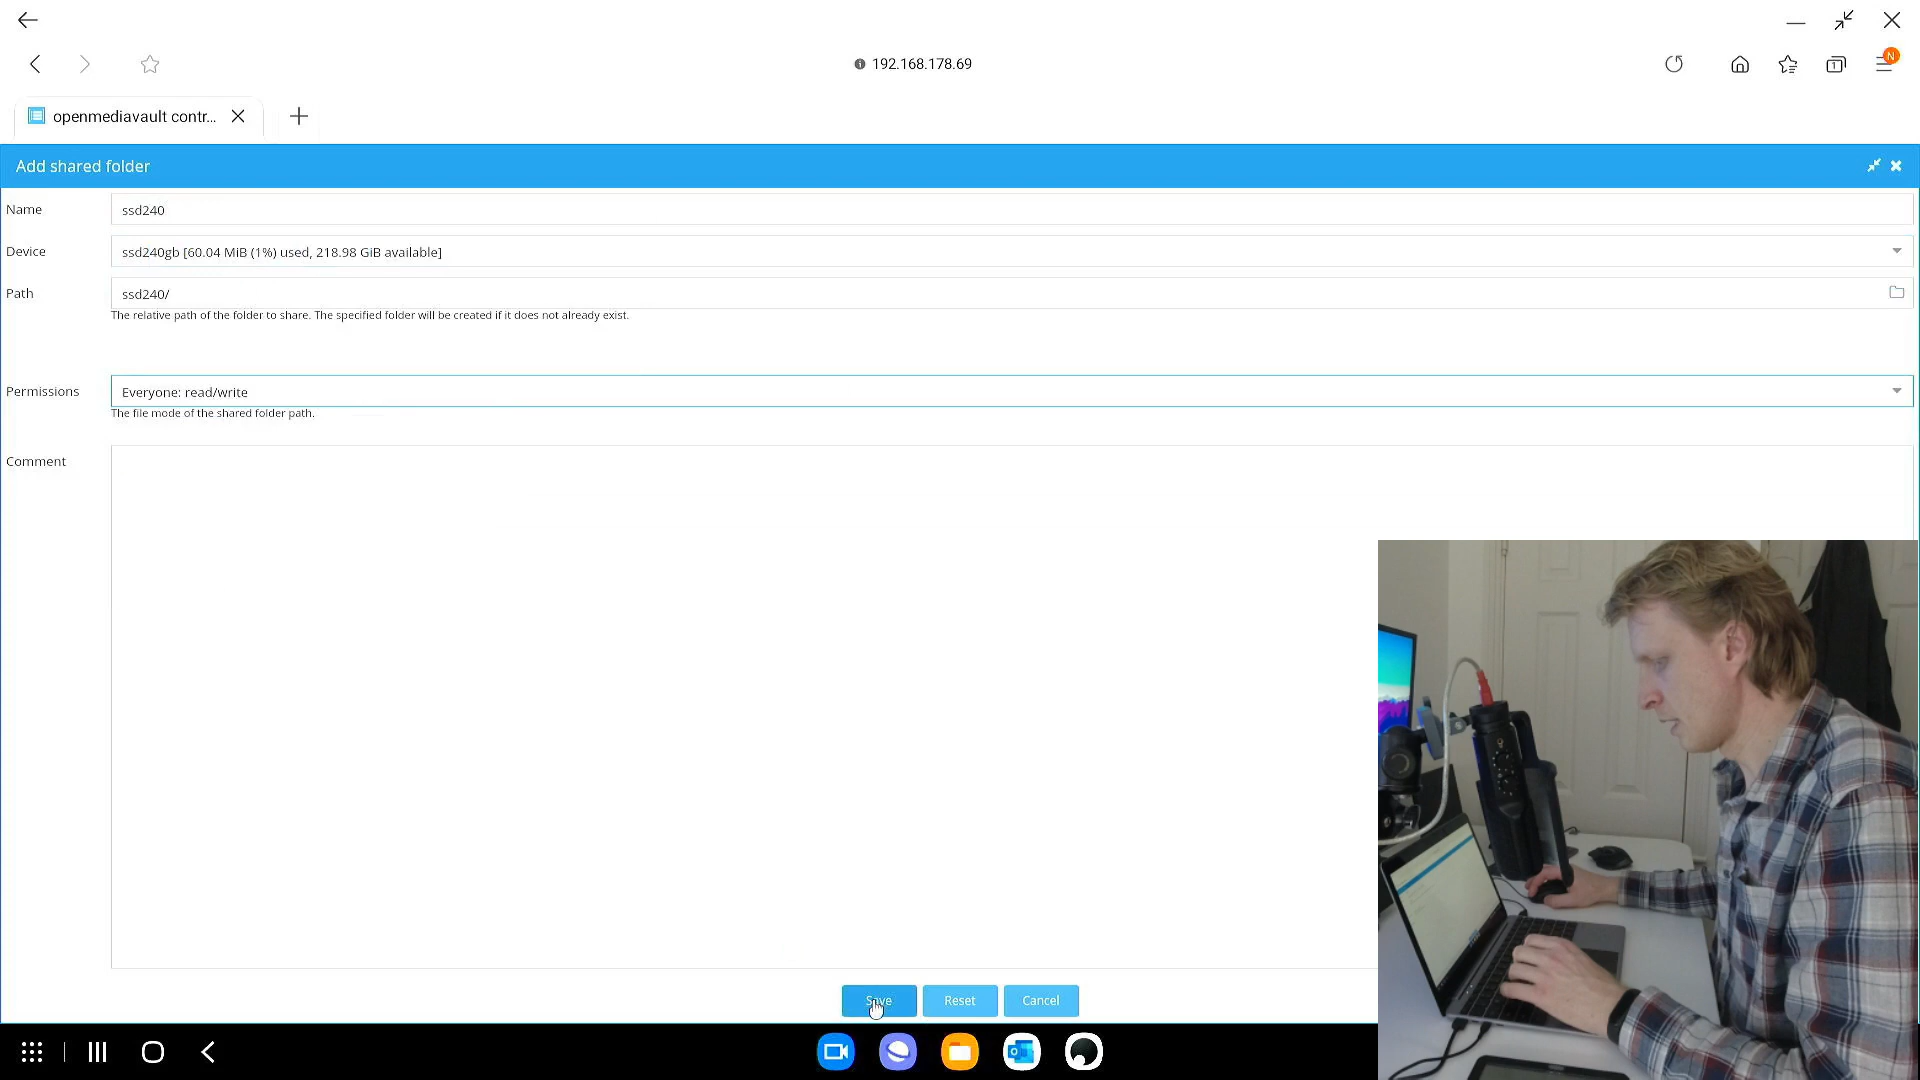 192.168.178.69
1
N
openmediavault contr...
Add shared folder
Name
ssd240
Device
ssd240gb [60.04 MiB (1%) used, 218.98 GiB available]
Path
ssd240/
The relative path of the folder to share. The specified folder will be created if it does not already exist.
Permissions
Everyone: read/write
The file mode of the shared folder path.
Comment
Save
Reset
Cancel